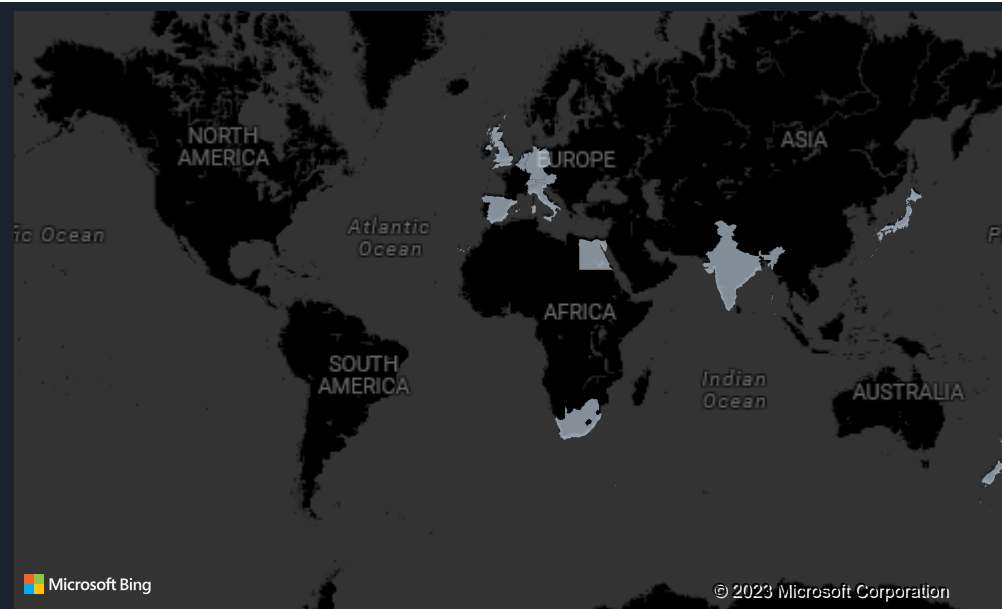 NORTH
AMERICA
EUROPE
ASIA
Atlantic
Ocean
ic Ocean
P
AFRICA
SOUTH
AMERICA
Indian
Ocean
AUSTRALIA
Microsoft Bing
© 2023 Microsoft Corporation